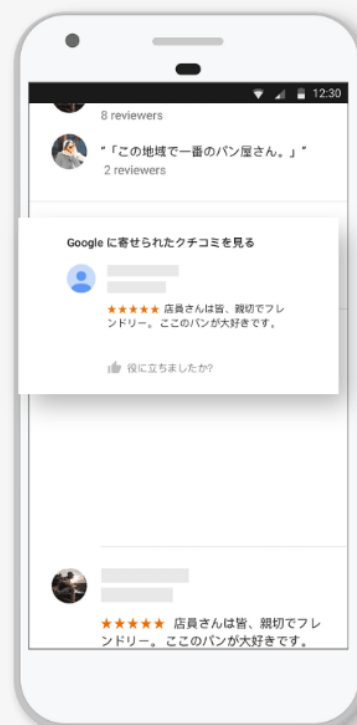 12:30
8 reviewers
“「この地域で一番のパン屋さん。」”
2 reviewers
Google に寄せられたクチコミを見る
★★★★★ 店員さんは皆、親切でフレ
ンドリー。ここのパンが大好きです。
役に立ちましたか?
★★★★★ 店員さんは皆、親切でフレ
ンドリー。ここのパンが大好きです。